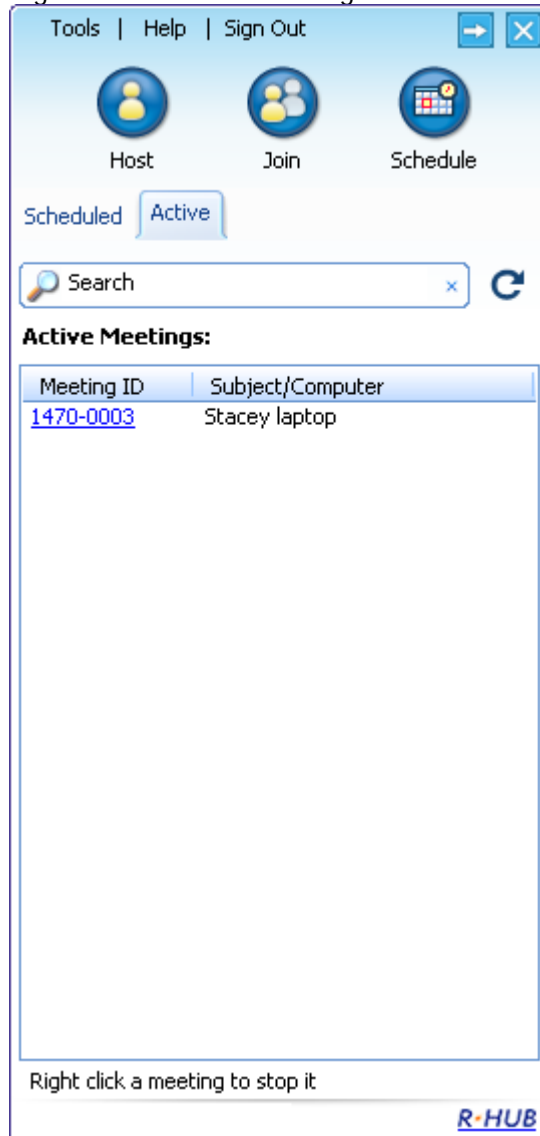 Tools | Help | Sign Out
Host Join Schedule
Scheduled Active
Search
Active Meetings:
Meeting ID Subject/Computer
1470-0003 Stacey laptop
Right click a meeting to stop it
R·HUB